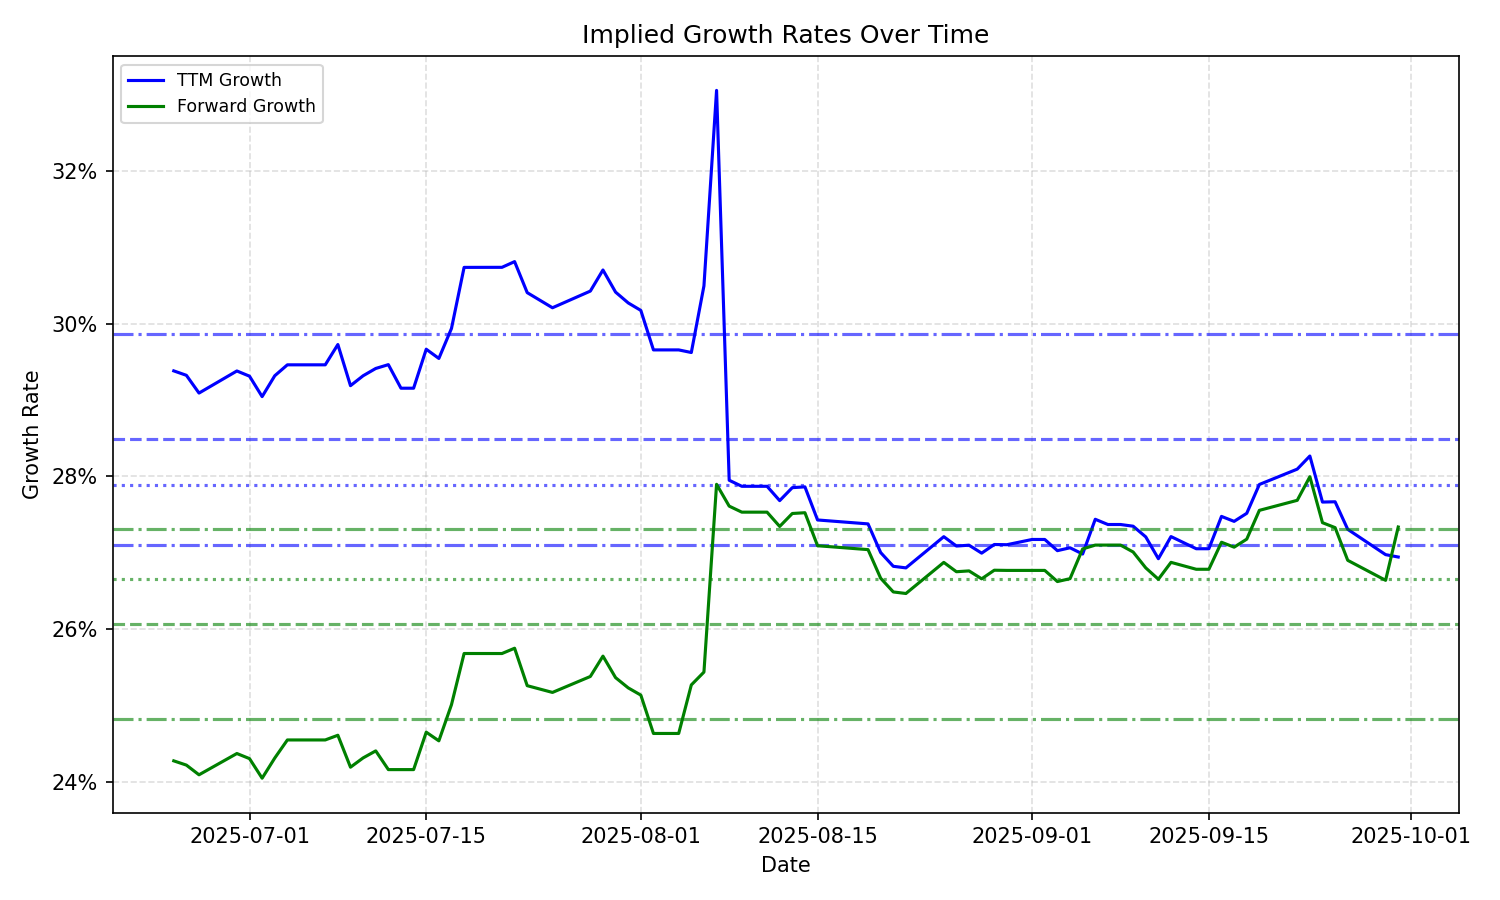 Implied Growth Rates Over Time
TTM Growth
Forward Growth
32%
30%
28%
26%
24%
Growth Rate
2025-07-01
2025-07-15
2025-08-01
2025-08-15
2025-09-01
2025-09-15
2025-10-01
Date